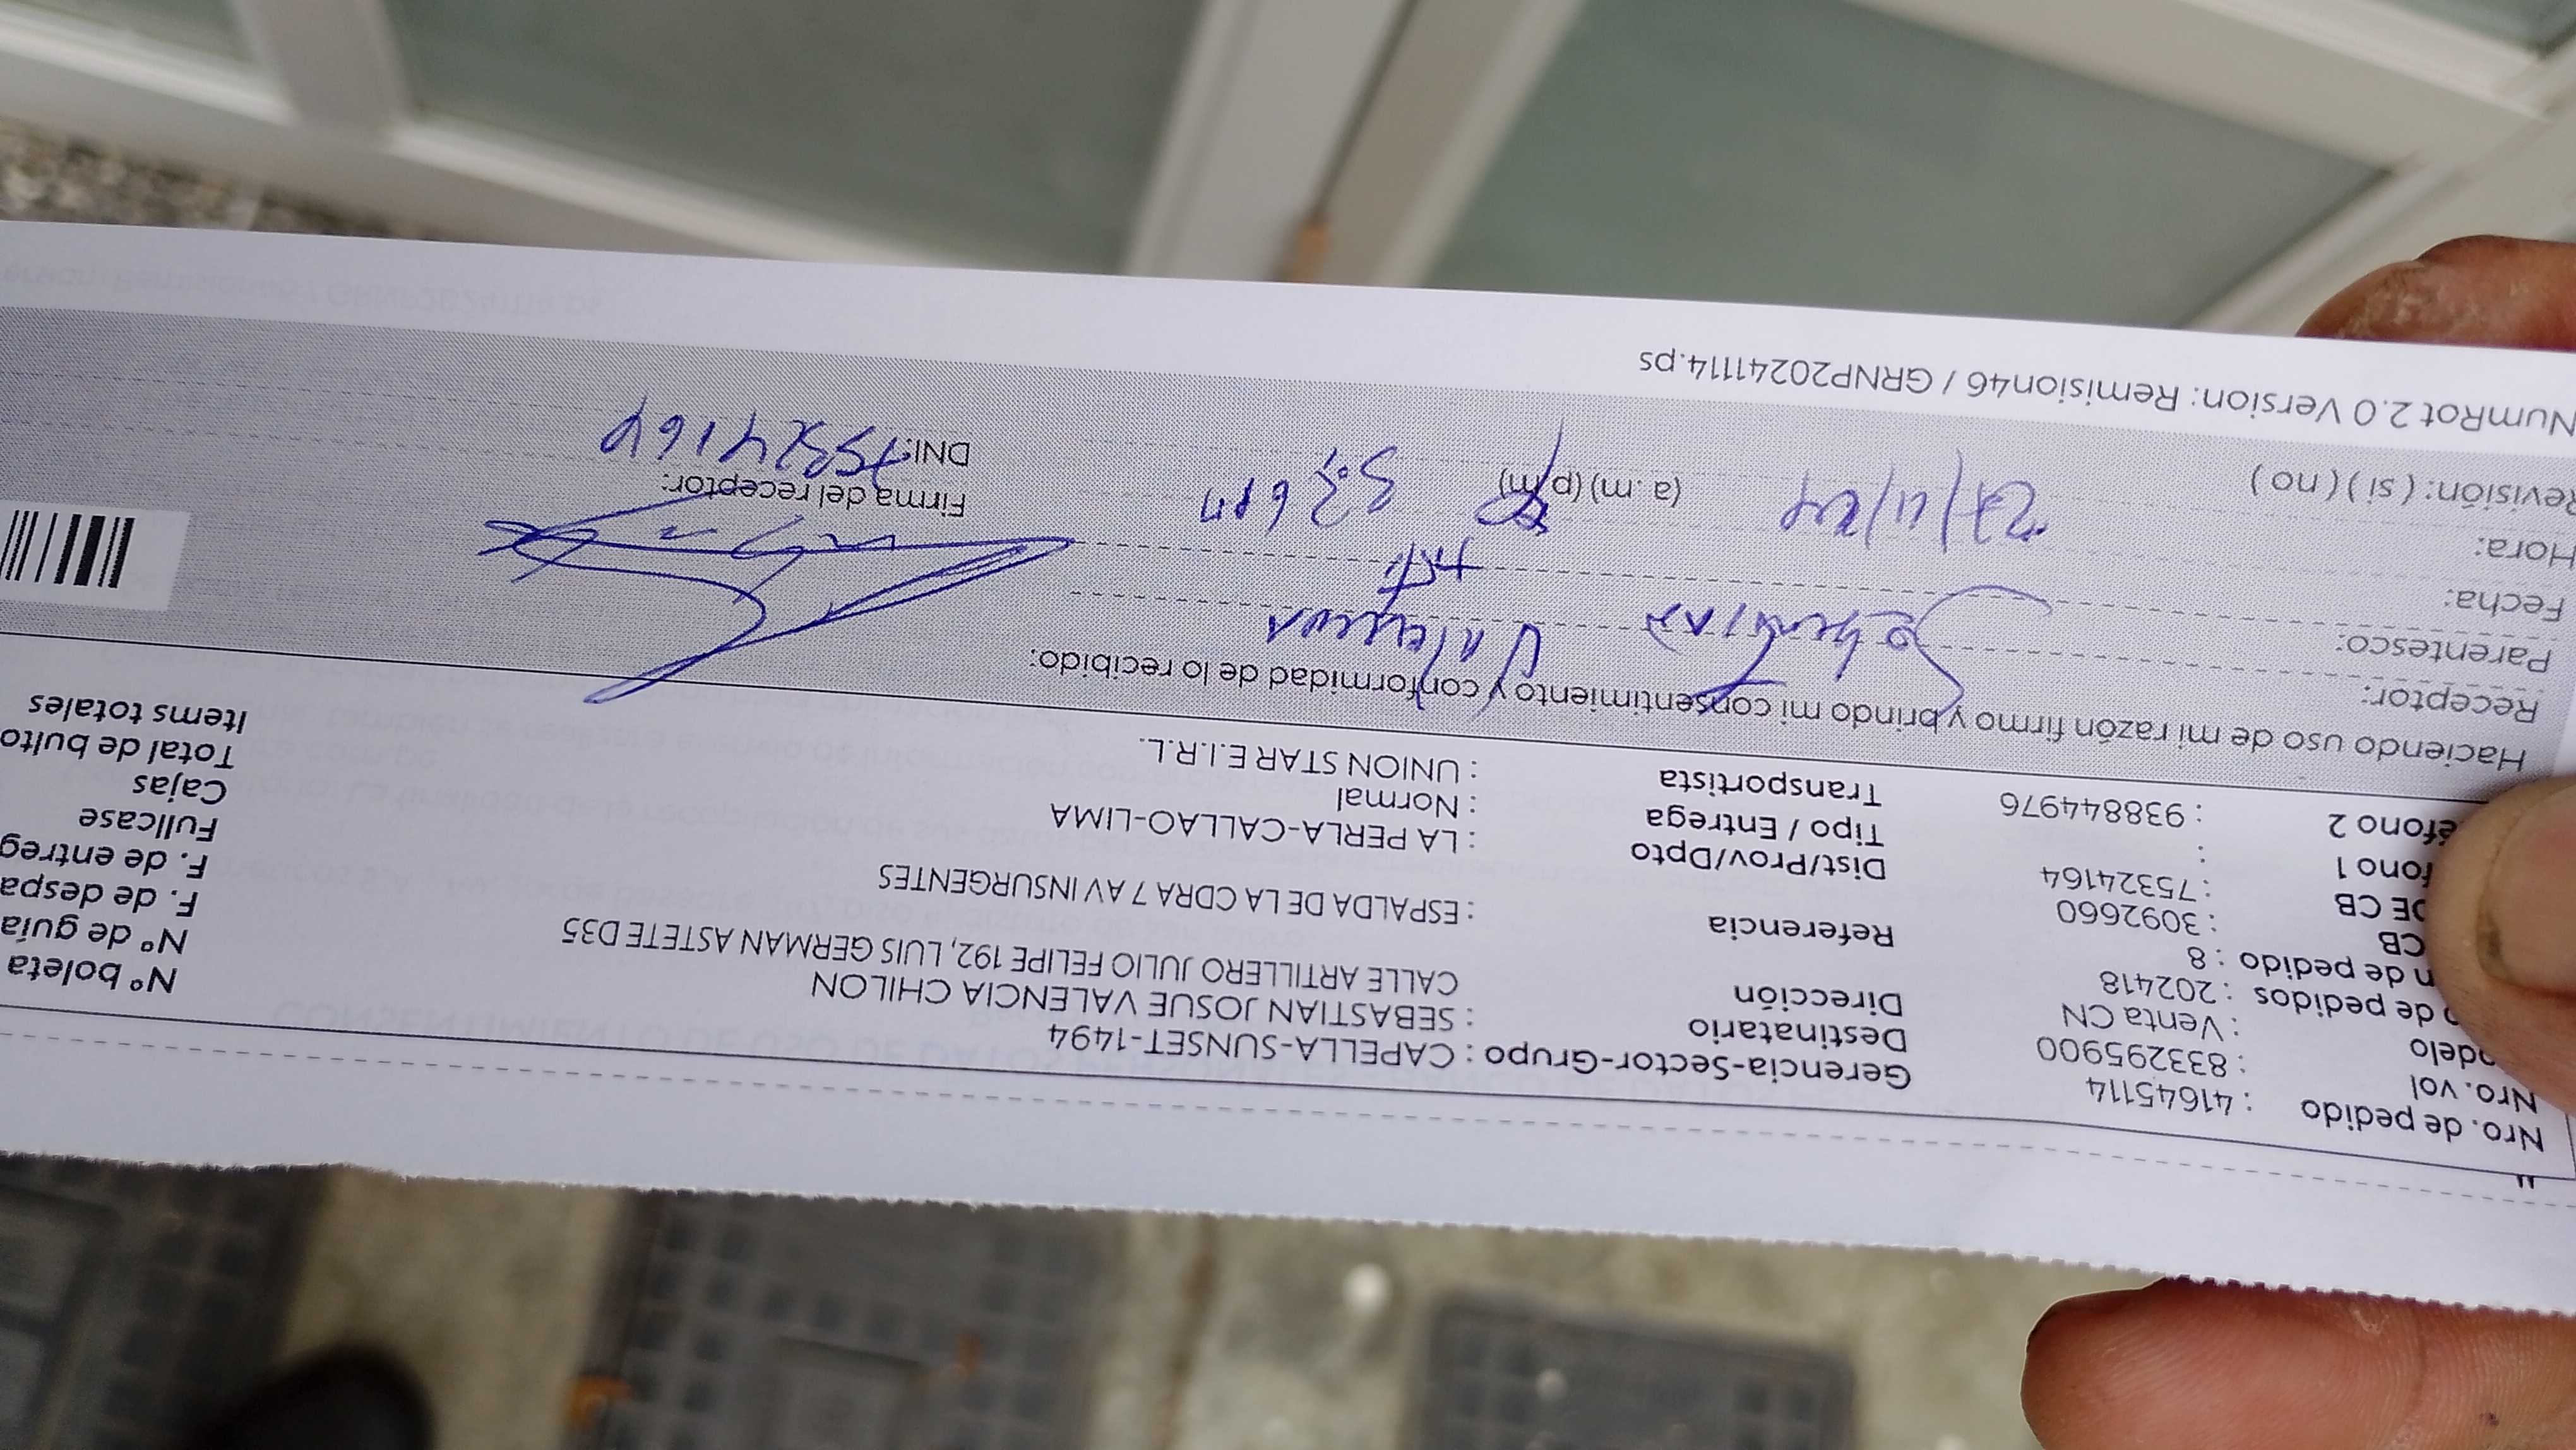 Nro. de pedido : 41645114 Gerencia-Sector-Grupo : CAPELLA-SUNSET-1494 Nº boleta
Nro. vol : 833295900 Destinatario : SEBASTIAN JOSUE VALENCIA CHILON Nº de guía
delo : Venta CN Dirección CALLE ARTILLERO JULIO FELIPE 192, LUIS GERMAN ASTETE D35 F. de despa
de pedidos : 202418 F. de entreg
n de pedido : 8 Referencia : ESPALDA DE LA CDRA 7 AV INSURGENTES Fullcase
CB : 3092660 Dist/Prov/Dpto : LA PERLA-CALLAO-LIMA Cajas
DE CB : 75324164 Tipo / Entrega : Normal Total de bulto
fono 1 : Transportista : UNION STAR E.I.R.L. Items totales
éfono 2 : 938844976
Haciendo uso de mi razón firmo y brindo mi consentimiento y conformidad de lo recibido:
Receptor: Sebastian Valencia
Parentesco:
Fecha:
Hora: (a. m) (p.m) 3:26 pm Firma del receptor:
Revisión: ( si ) ( no ) DNI: 75324164
NumRot 2.0 Version: Remision46 / GRNP20241114.ps